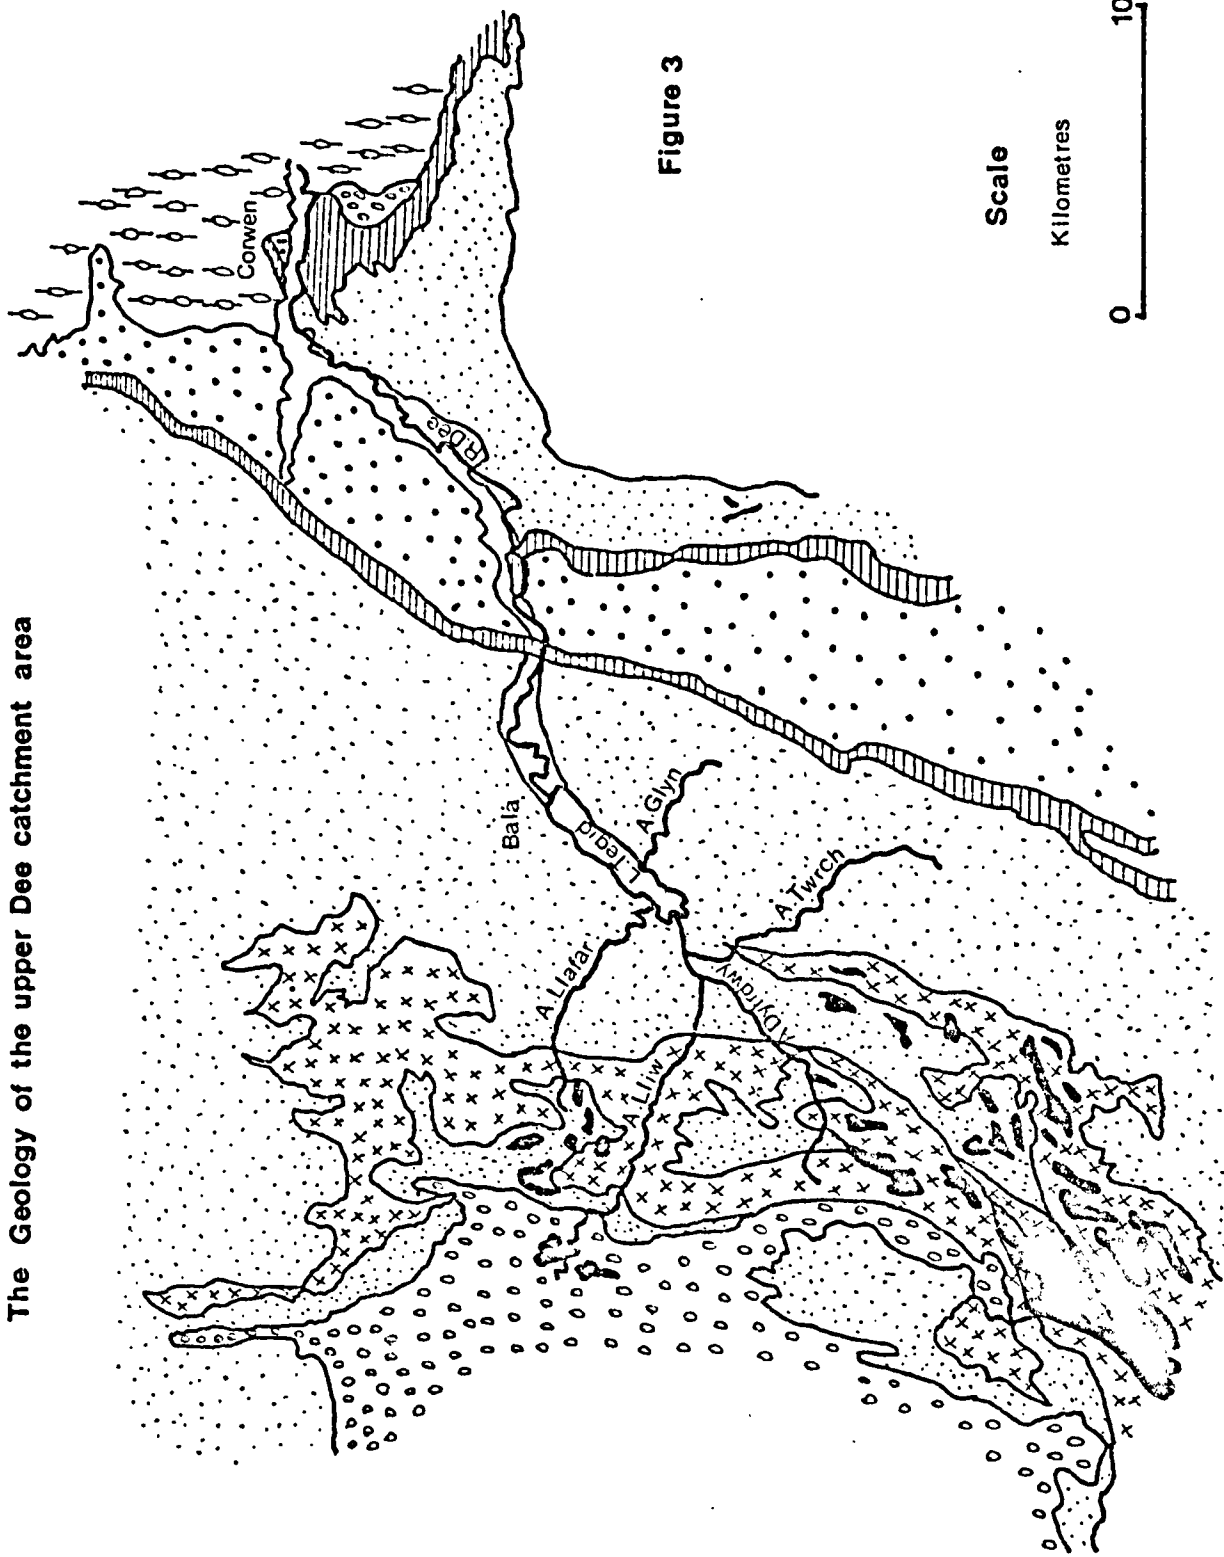 The Geology of the upper Dee catchment area
Corwen
R.Dee
Bala
L.Tegid
A.Glyn
A.Twrch
A.Llafar
A.Lliw
A.Dyfrdwy
Figure 3
Scale
Kilometres
0
10